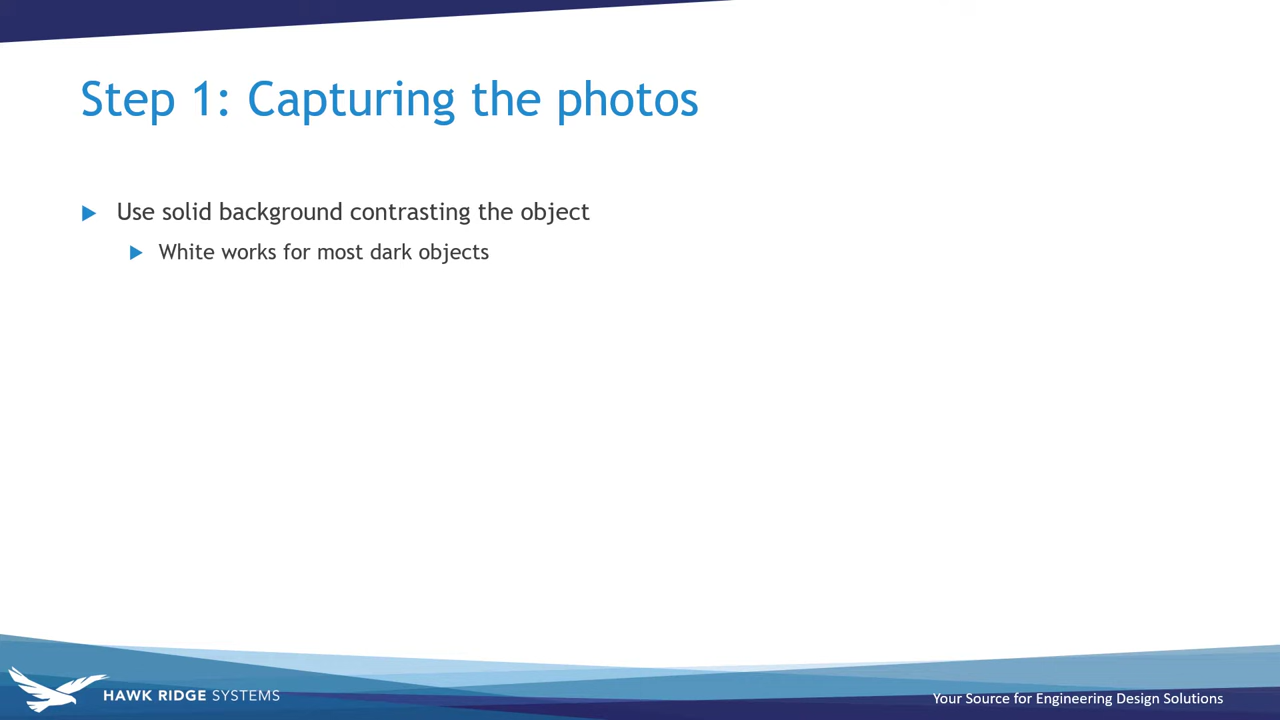 Step 1: Capturing the photos
Use solid background contrasting the object
White works for most dark objects
HAWK RIDGE SYSTEMS
Your Source for Engineering Design Solutions